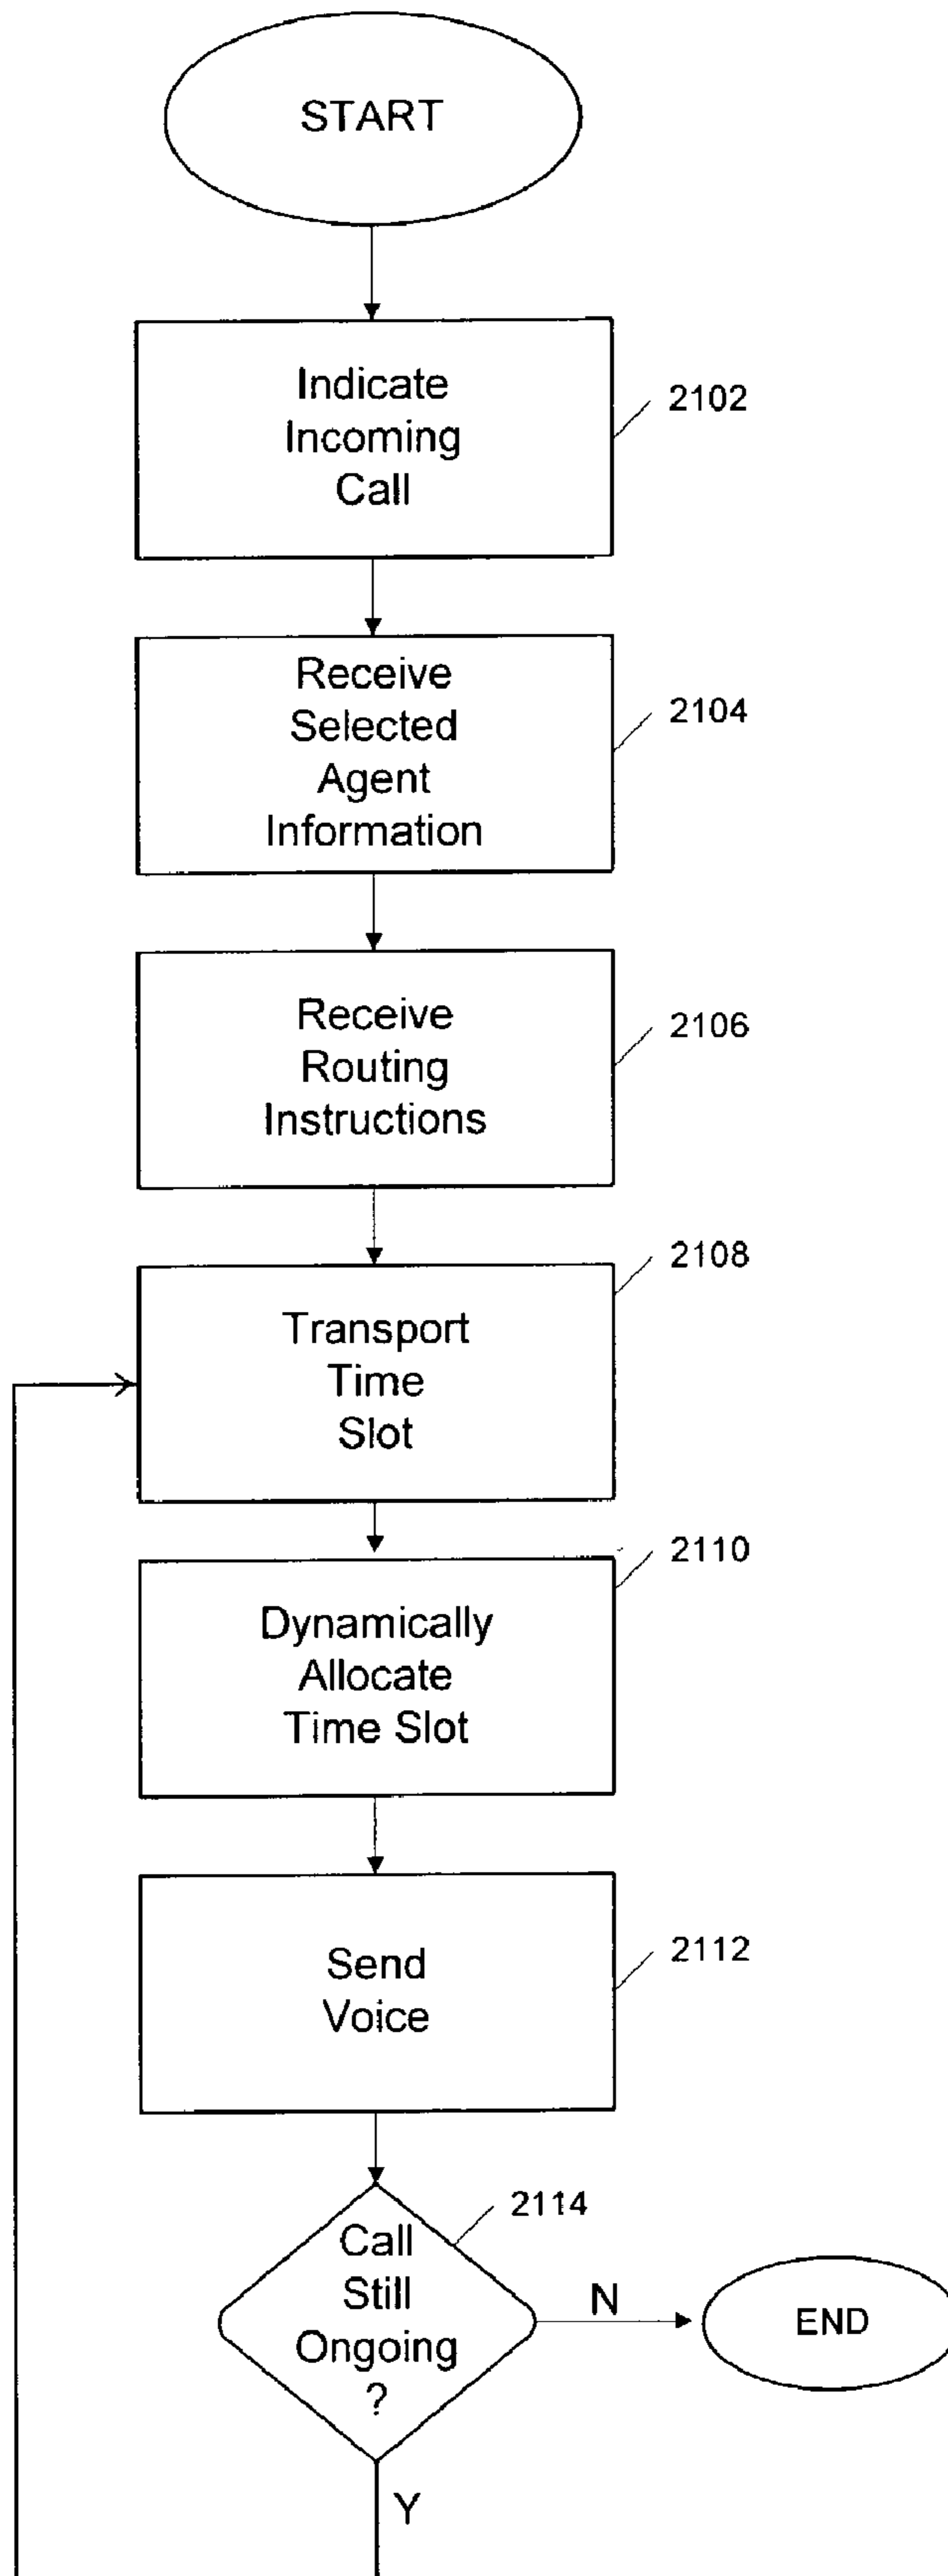 START
Indicate
Incoming
Call
2102
Receive
Selected
Agent
Information
2104
Receive
Routing
Instructions
2106
Transport
Time
Slot
2108
Dynamically
Allocate
Time Slot
2110
Send
Voice
2112
Call
Still
Ongoing
?
2114
N
END
Y